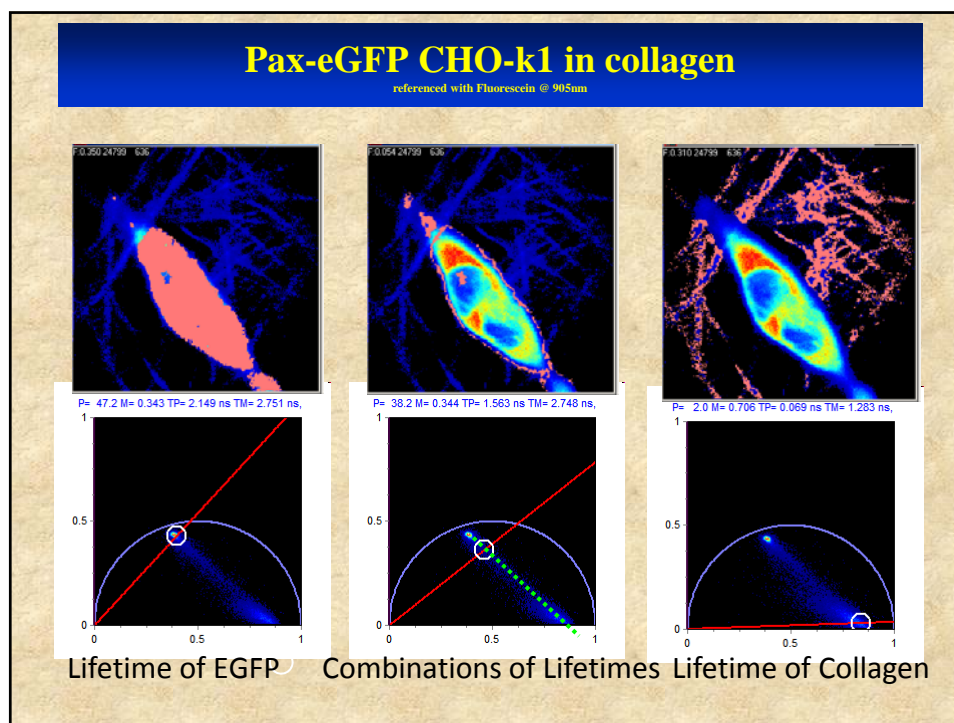 Pax-eGFP CHO-k1 in collagen
referenced with Fluorescein @ 905nm
F:0.350 24799 636
F:0.054 24799 636
F:0.310 24799 636
P= 47.2 M= 0.343 TP= 2.149 ns TM= 2.751 ns,
P= 38.2 M= 0.344 TP= 1.563 ns TM= 2.748 ns,
P= 2.0 M= 0.706 TP= 0.069 ns TM= 1.283 ns,
1
0.5
0
0 0.5 1
1
0.5
0
0 0.5 1
1
0.5
0
0 0.5 1
Lifetime of EGFP
Combinations of Lifetimes
Lifetime of Collagen